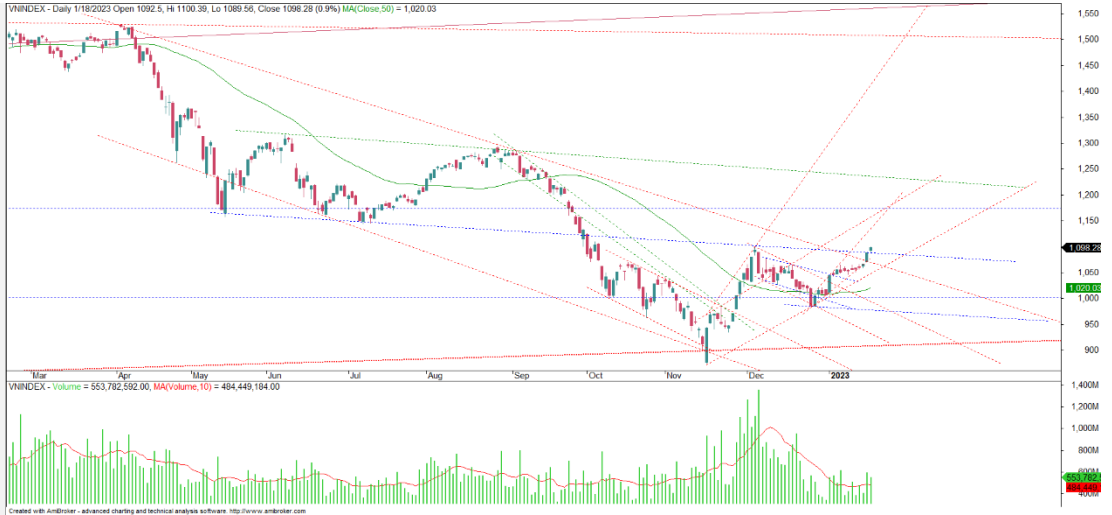 VNINDEX - Daily 1/18/2023 Open 1092.5, Hi 1100.39, Lo 1089.56, Close 1098.28 (0.9%) MA(Close,50) = 1,020.03
1,550
1,500
1,450
1,400
1,350
1,300
1,250
1,200
1,150
1,098.28
1,050
1,020.03
1,000
950
900
Mar Apr May Jun Jul Aug Sep Oct Nov Dec 2023
VNINDEX - Volume = 553,782,592.00, MA(Volume,10) = 484,449,184.00
1,400M
1,200M
1,000M
800M
553,782,
484,449,
400M
Created with AmiBroker - advanced charting and technical analysis software. http://www.amibroker.com